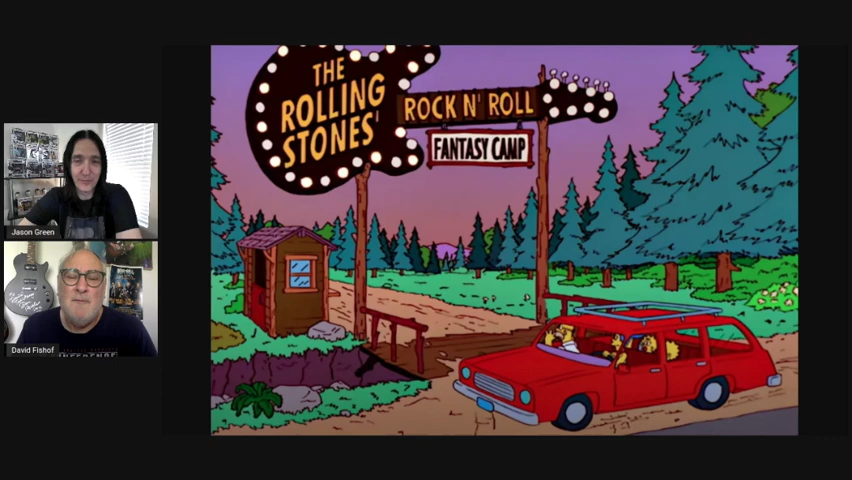 THE
ROLLING
STONES'
ROCK N' ROLL
FANTASY CAMP
Jason Green
David Fishof